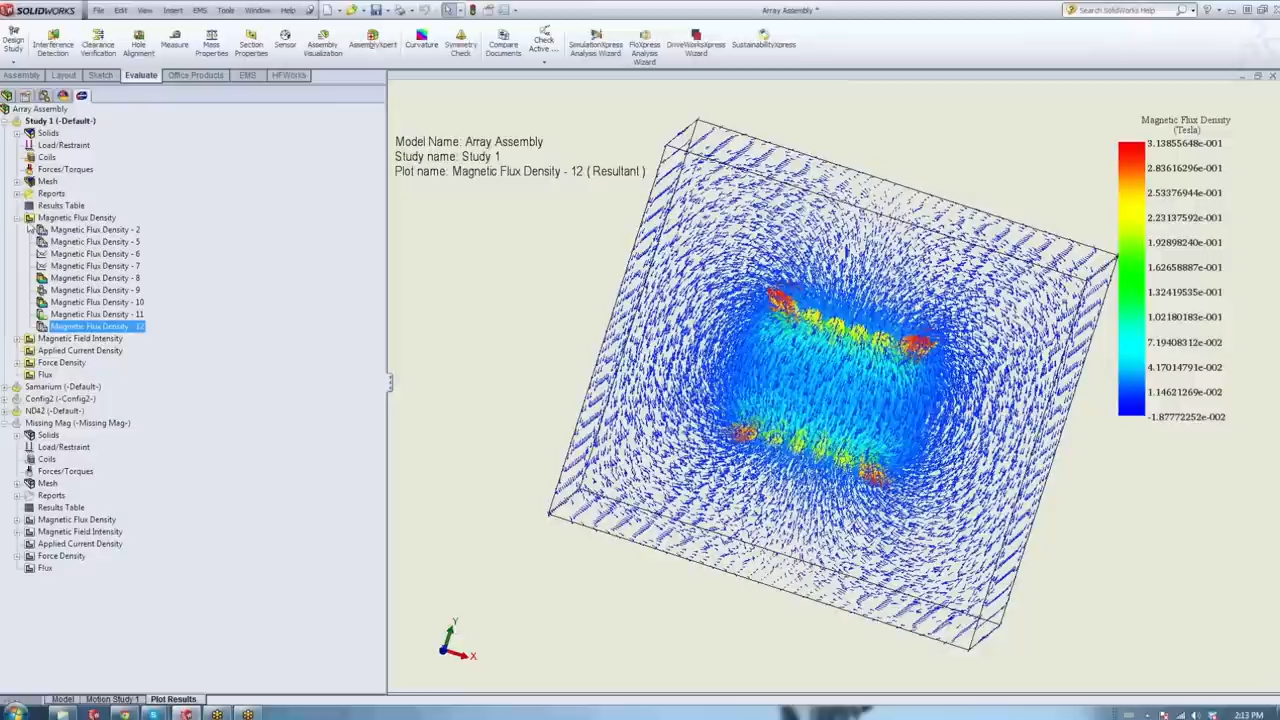 SOLIDWORKS File Edit View Insert EMS Tools Window Help Array Assembly * Search SolidWorks Help
Design Study
Interference Detection
Clearance Verification
Hole Alignment
Measure
Mass Properties
Section Properties
Sensor
Assembly Visualization
AssemblyXpert
Curvature
Symmetry Check
Compare Documents
Check Active ...
SimulationXpress Analysis Wizard
FloXpress Analysis Wizard
DriveWorksXpress Wizard
SustainabilityXpress
Assembly Layout Sketch Evaluate Office Products EMS HFWorks
Array Assembly
Study 1 (-Default-)
Solids
Load/Restraint
Coils
Forces/Torques
Mesh
Reports
Results Table
Magnetic Flux Density
Magnetic Flux Density - 2
Magnetic Flux Density - 5
Magnetic Flux Density - 6
Magnetic Flux Density - 7
Magnetic Flux Density - 8
Magnetic Flux Density - 9
Magnetic Flux Density - 10
Magnetic Flux Density - 11
Magnetic Flux Density - 12
Magnetic Field Intensity
Applied Current Density
Force Density
Flux
Samarium (-Default-)
Config2 (-Config2-)
ND42 (-Default-)
Missing Mag (-Missing Mag-)
Solids
Load/Restraint
Coils
Forces/Torques
Mesh
Reports
Results Table
Magnetic Flux Density
Magnetic Field Intensity
Applied Current Density
Force Density
Flux
Model Name: Array Assembly
Study name: Study 1
Plot name: Magnetic Flux Density - 12 ( Resultant )
Magnetic Flux Density
(Tesla)
3.13855648e-001
2.83616296e-001
2.53376944e-001
2.23137592e-001
1.92898240e-001
1.62658887e-001
1.32419535e-001
1.02180183e-001
7.19408312e-002
4.17014791e-002
1.14621269e-002
-1.87772252e-002
Y
X
Model Motion Study 1 Plot Results
2:13 PM